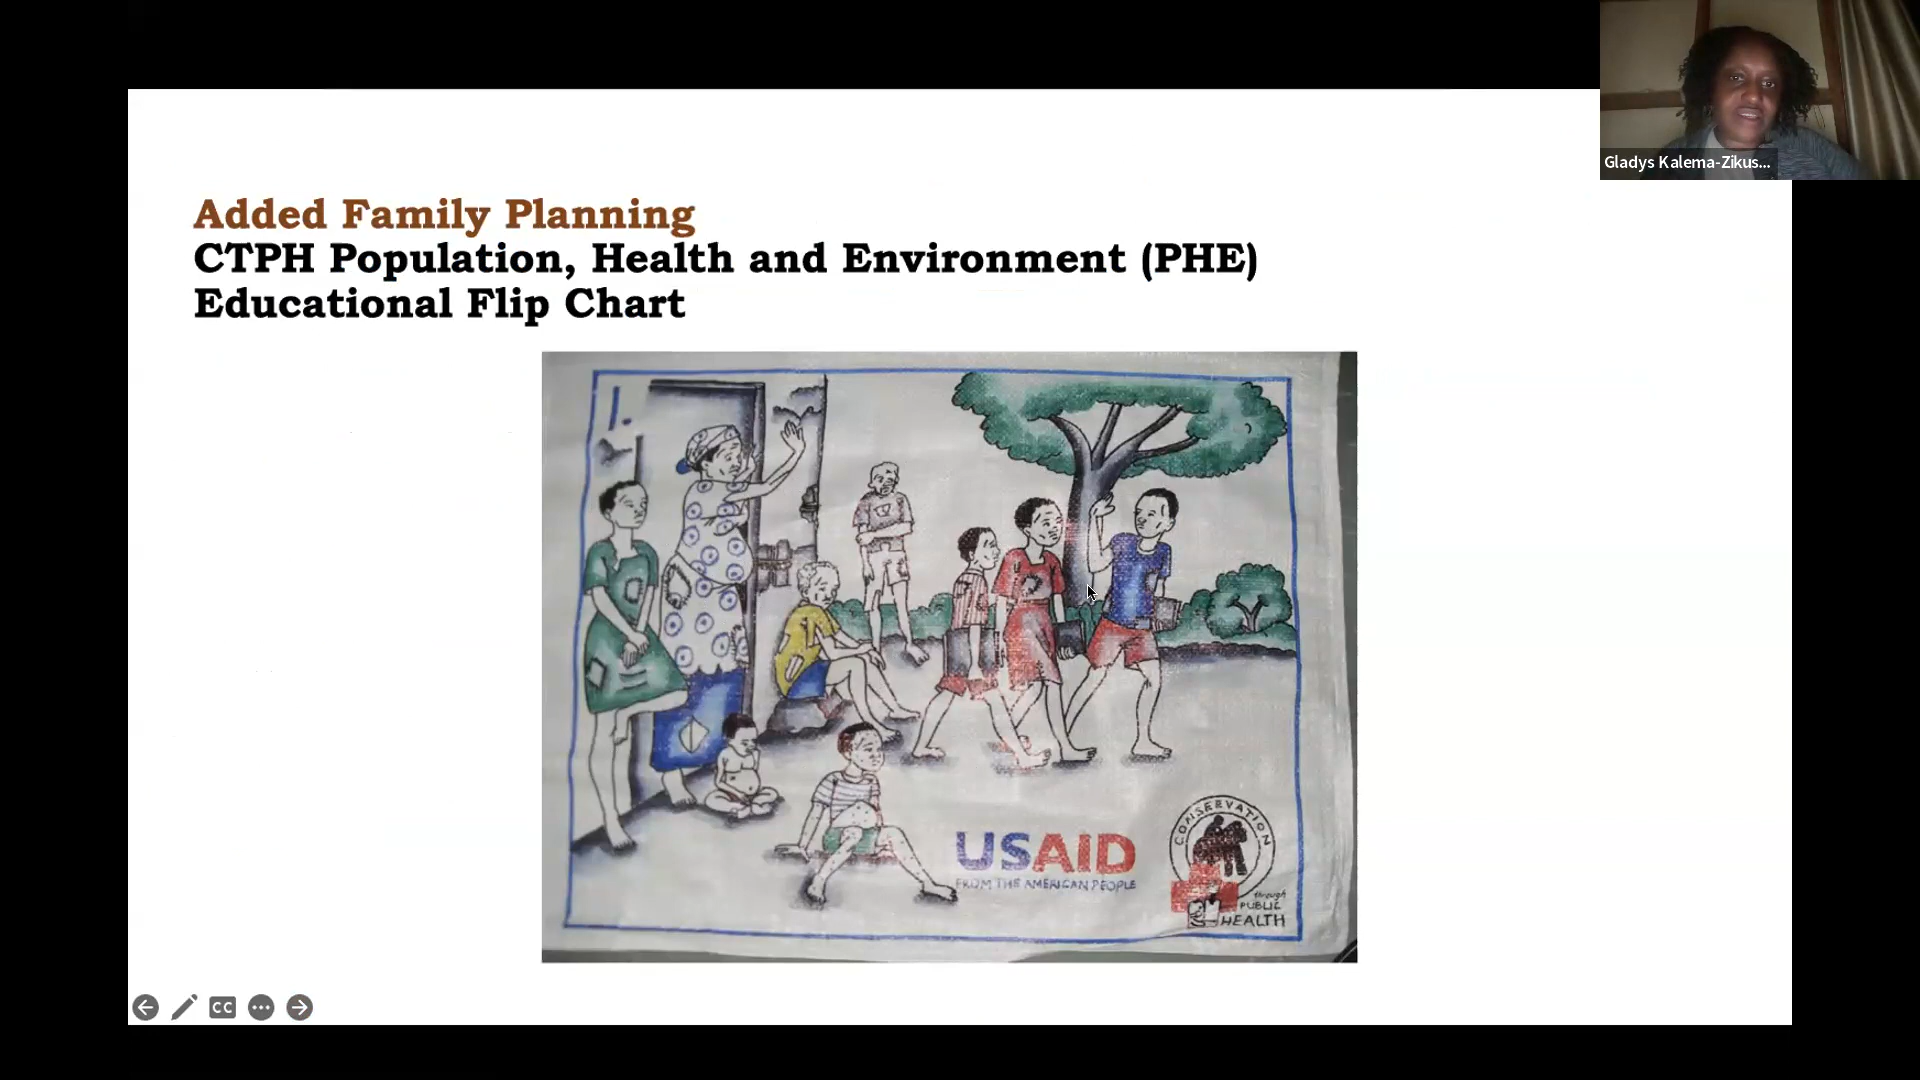 Gladys Kalema-Zikus...
Added Family Planning
CTPH Population, Health and Environment (PHE)
Educational Flip Chart
USAID
FROM THE AMERICAN PEOPLE
CONSERVATION
through
PUBLIC
HEALTH
CC